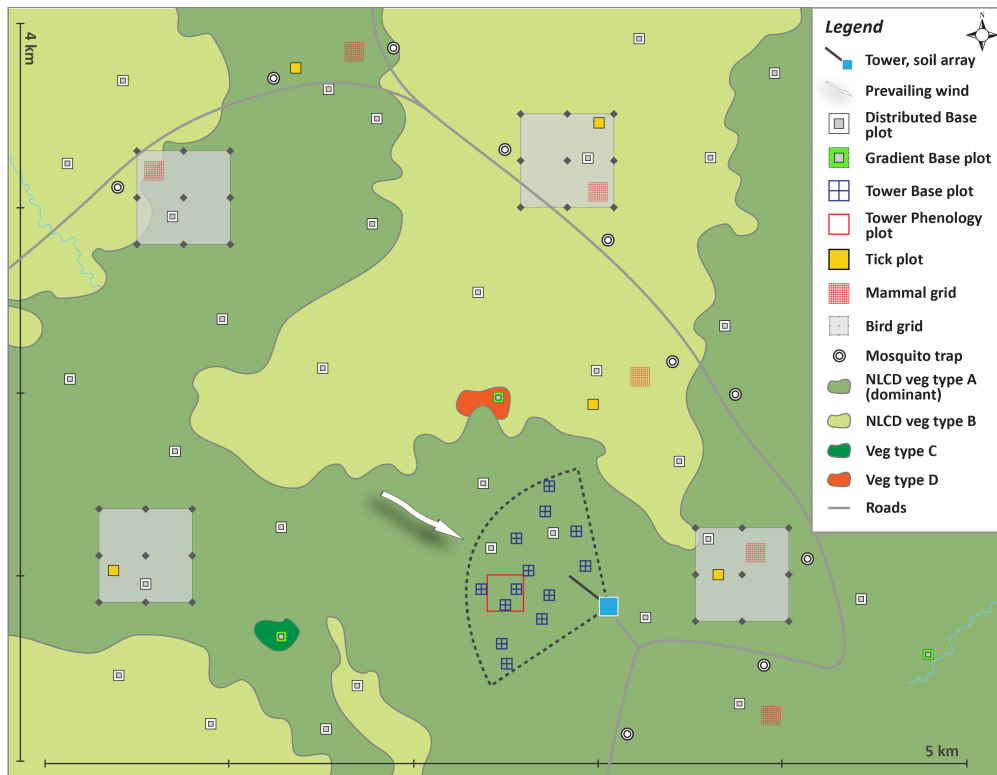 4 km
Legend
N
Tower, soil array
Prevailing wind
Distributed Base
plot
Gradient Base plot
Tower Base plot
Tower Phenology
plot
Tick plot
Mammal grid
Bird grid
Mosquito trap
NLCD veg type A
(dominant)
NLCD veg type B
Veg type C
Veg type D
Roads
5 km